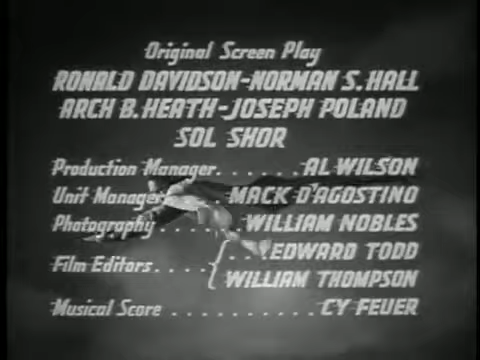 Original Screen Play
RONALD DAVIDSON-NORMAN S. HALL
ARCH B. HEATH-JOSEPH POLAND
SOL SHOR
Production Manager......AL WILSON
Unit Manager.....MACK D'AGOSTINO
Photography......WILLIAM NOBLES
Film Editors....{..EDWARD TODD
WILLIAM THOMPSON
Musical Score..........CY FEUER